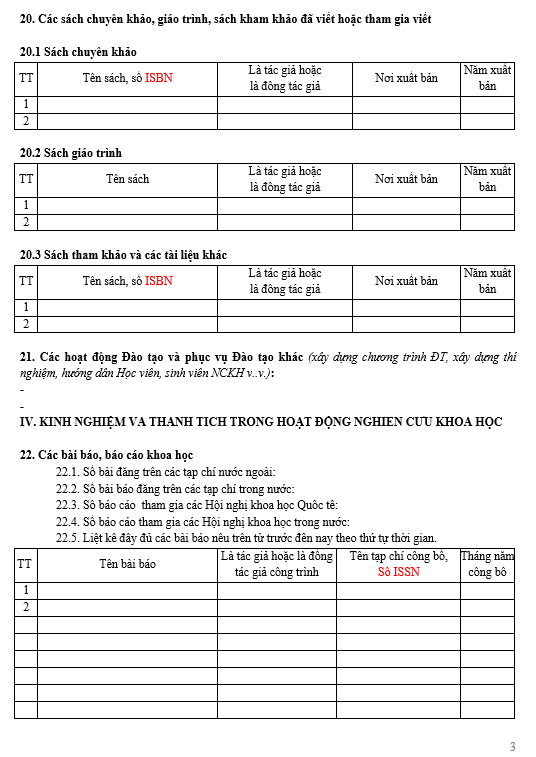 20. Các sách chuyên khảo, giáo trình, sách kham khảo đã viết hoặc tham gia viết
20.1 Sách chuyên khảo
TT Tên sách, số ISBN Là tác giả hoặc là đồng tác giả Nơi xuất bản Năm xuất bản
1
2
20.2 Sách giáo trình
TT Tên sách Là tác giả hoặc là đồng tác giả Nơi xuất bản Năm xuất bản
1
2
20.3 Sách tham khảo và các tài liệu khác
TT Tên sách, số ISBN Là tác giả hoặc là đồng tác giả Nơi xuất bản Năm xuất bản
1
2
21. Các hoạt động Đào tạo và phục vụ Đào tạo khác (xây dựng chương trình ĐT, xây dựng thí
nghiệm, hướng dẫn Học viên, sinh viên NCKH v..v.):
-
-
IV. KINH NGHIỆM VÀ THÀNH TÍCH TRONG HOẠT ĐỘNG NGHIÊN CỨU KHOA HỌC
22. Các bài báo, báo cáo khoa học
22.1. Số bài đăng trên các tạp chí nước ngoài:
22.2. Số bài báo đăng trên các tạp chí trong nước:
22.3. Số báo cáo tham gia các Hội nghị khoa học Quốc tế:
22.4. Số báo cáo tham gia các Hội nghị khoa học trong nước:
22.5. Liệt kê đầy đủ các bài báo nêu trên từ trước đến nay theo thứ tự thời gian.
TT Tên bài báo Là tác giả hoặc là đồng tác giả công trình Tên tạp chí công bố, Số ISSN Tháng năm công bố
1
2
3